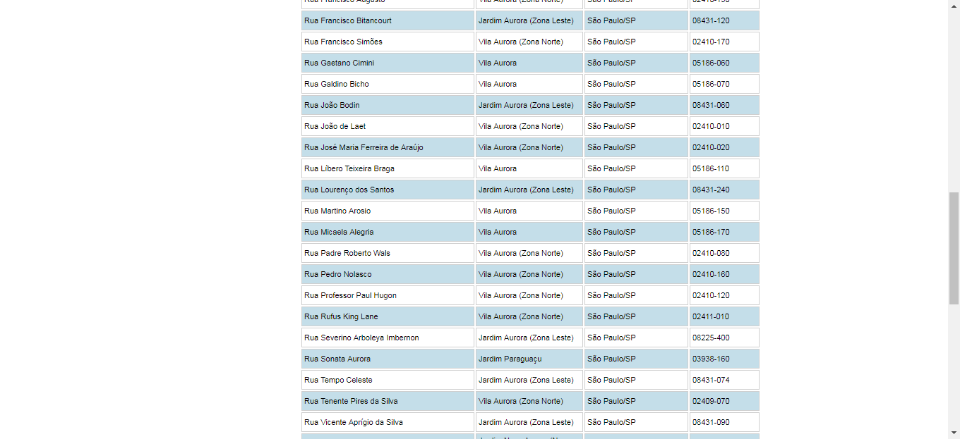 Rua Francisco Bitancourt Jardim Aurora (Zona Leste) São Paulo/SP 08431-120
Rua Francisco Simões Vila Aurora (Zona Norte) São Paulo/SP 02410-170
Rua Gaetano Cimini Vila Aurora São Paulo/SP 05186-060
Rua Galdino Bicho Vila Aurora São Paulo/SP 05186-070
Rua João Bodin Jardim Aurora (Zona Leste) São Paulo/SP 08431-060
Rua João de Laet Vila Aurora (Zona Norte) São Paulo/SP 02410-010
Rua José Maria Ferreira de Araújo Vila Aurora (Zona Norte) São Paulo/SP 02410-020
Rua Líbero Teixeira Braga Vila Aurora São Paulo/SP 05186-110
Rua Lourenço dos Santos Jardim Aurora (Zona Leste) São Paulo/SP 08431-240
Rua Martino Arosio Vila Aurora São Paulo/SP 05186-150
Rua Micaela Alegria Vila Aurora São Paulo/SP 05186-170
Rua Padre Roberto Wals Vila Aurora (Zona Norte) São Paulo/SP 02410-080
Rua Pedro Nolasco Vila Aurora (Zona Norte) São Paulo/SP 02410-160
Rua Professor Paul Hugon Vila Aurora (Zona Norte) São Paulo/SP 02410-120
Rua Rufus King Lane Vila Aurora (Zona Norte) São Paulo/SP 02411-010
Rua Severino Arboleya Imbernon Jardim Aurora (Zona Leste) São Paulo/SP 08225-400
Rua Sonata Aurora Jardim Paraguaçu São Paulo/SP 03938-160
Rua Tempo Celeste Jardim Aurora (Zona Leste) São Paulo/SP 08431-074
Rua Tenente Pires da Silva Vila Aurora (Zona Norte) São Paulo/SP 02409-070
Rua Vicente Aprígio da Silva Jardim Aurora (Zona Leste) São Paulo/SP 08431-090